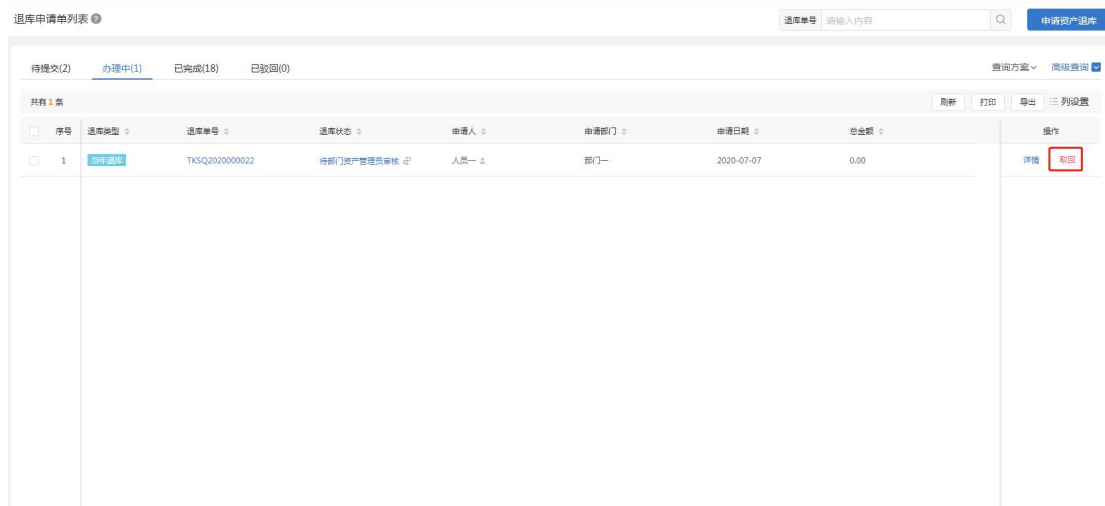 退库申请单列表
退库单号 请输入内容 申请资产退库
待提交(2) 办理中(1) 已完成(18) 已驳回(0) 查询方案 高级查询
共有 1 条 刷新 打印 导出 列设置
序号 退库类型 退库单号 退库状态 申请人 申请部门 申请日期 总金额 操作
1 当年退库 TKSQ2020000022 待部门资产管理员审核 人员一 部门一 2020-07-07 0.00 详情 取回